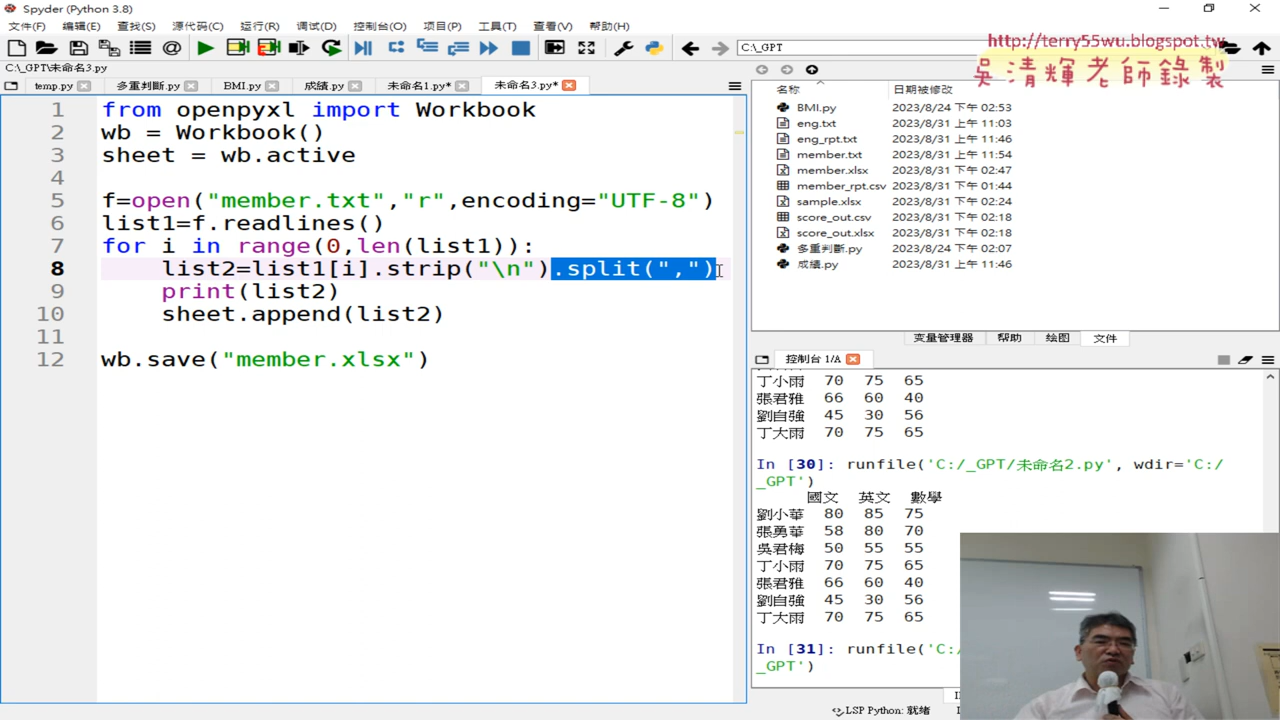 Spyder (Python 3.8)
文件(F) 编辑(E) 查找(S) 源代码(C) 运行(R) 调试(D) 控制台(O) 项目(P) 工具(T) 查看(V) 帮助(H)
C:\_GPT
http://terry55wu.blogspot.tw
吳清輝老師錄製
C:\_GPT\未命名3.py
temp.py 多重判斷.py BMI.py 成績.py 未命名1.py* 未命名3.py*
1 from openpyxl import Workbook
2 wb = Workbook()
3 sheet = wb.active
4
5 f=open("member.txt","r",encoding="UTF-8")
6 list1=f.readlines()
7 for i in range(0,len(list1)):
8 list2=list1[i].strip("\n").split(",")
9 print(list2)
10 sheet.append(list2)
11
12 wb.save("member.xlsx")
名称 日期被修改
BMI.py 2023/8/24 下午 02:53
eng.txt 2023/8/31 上午 11:03
eng_rpt.txt 2023/8/31 上午 11:46
member.txt 2023/8/31 上午 11:54
member.xlsx 2023/8/31 下午 02:47
member_rpt.csv 2023/8/31 下午 01:44
sample.xlsx 2023/8/31 下午 02:24
score_out.csv 2023/8/31 下午 02:18
score_out.xlsx 2023/8/31 下午 02:18
多重判斷.py 2023/8/24 下午 02:07
成績.py 2023/8/31 上午 11:46
变量管理器 帮助 绘图 文件
控制台 1/A
丁小雨 70 75 65
張君雅 66 60 40
劉自強 45 30 56
丁大雨 70 75 65
In [30]: runfile('C:/_GPT/未命名2.py', wdir='C:/
_GPT')
國文 英文 數學
劉小華 80 85 75
張勇華 58 80 70
吳君梅 50 55 55
丁小雨 70 75 65
張君雅 66 60 40
劉自強 45 30 56
丁大雨 70 75 65
In [31]: runfile('C:/
_GPT')
LSP Python: 就绪